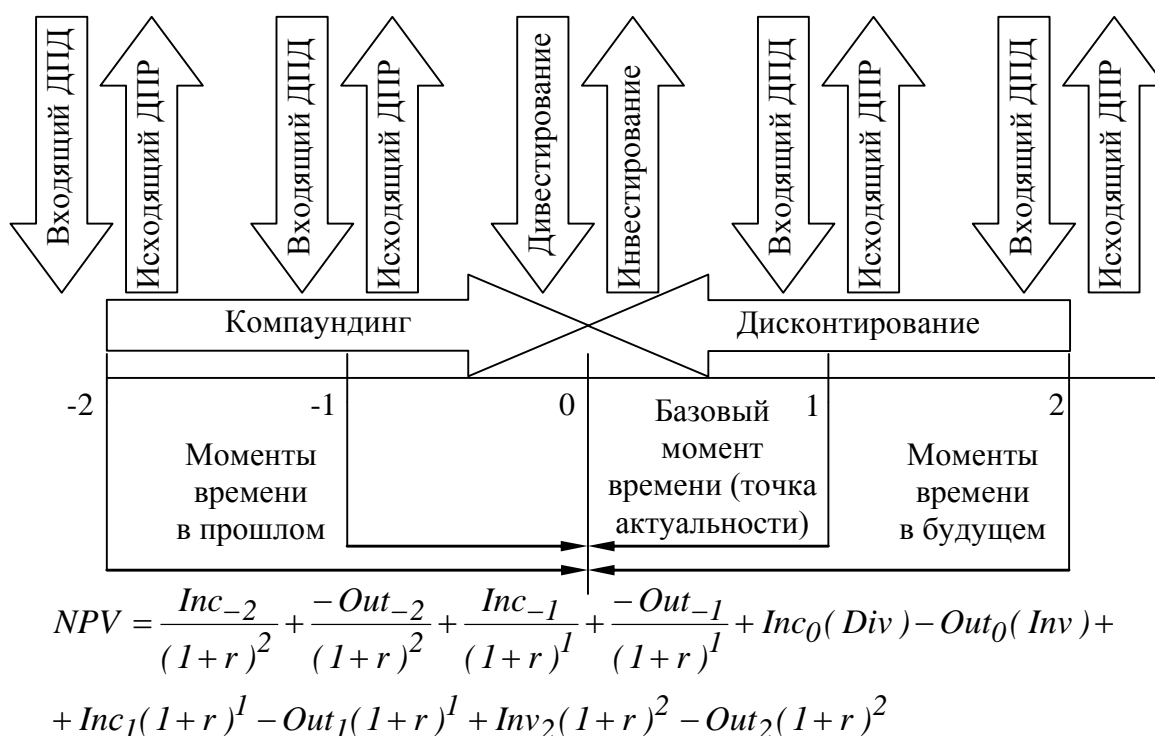 Входящий ДПД
Исходящий ДПР
Входящий ДПД
Исходящий ДПР
Дивестирование
Инвестирование
Входящий ДПД
Исходящий ДПР
Входящий ДПД
Исходящий ДПР
Компаундинг
Дисконтирование
-2
-1
0
1
2
Моменты
времени
в прошлом
Базовый
момент
времени (точка
актуальности)
Моменты
времени
в будущем
NPV = Inc₋₂/(1+r)² + −Out₋₂/(1+r)² + Inc₋₁/(1+r)¹ + −Out₋₁/(1+r)¹ + Inc₀(Div) − Out₀(Inv) +
+ Inc₁(1+r)¹ − Out₁(1+r)¹ + Inv₂(1+r)² − Out₂(1+r)²